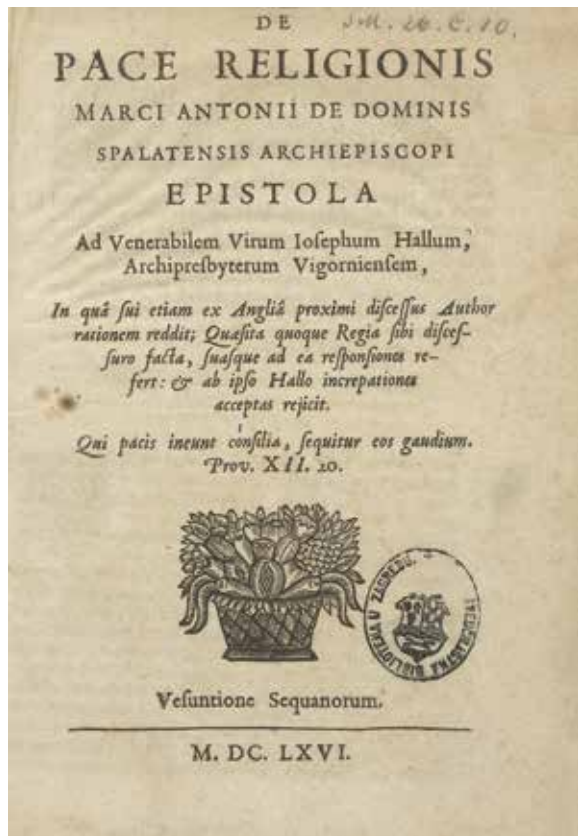 DE
PACE RELIGIONIS
MARCI ANTONII DE DOMINIS
SPALATENSIS ARCHIEPISCOPI
EPISTOLA
Ad Venerabilem Virum Ioſephum Hallum,
Archipreſbyterum Vigornienſem,
In quâ ſui etiam ex Angliâ proximi diſceſſus Author
rationem reddit; Quæſita quoque Regia ſibi diſceſ-
ſuro facta, ſuaſque ad ea reſponſiones re-
fert: & ab ipſo Hallo increpationes
acceptas rejicit.
Qui pacis ineunt conſilia, ſequitur eos gaudium.
Prov. XII. 20.
BIBLIOTEKA U ZAGREBU
Veſuntione Sequanorum.
M. DC. LXVI.